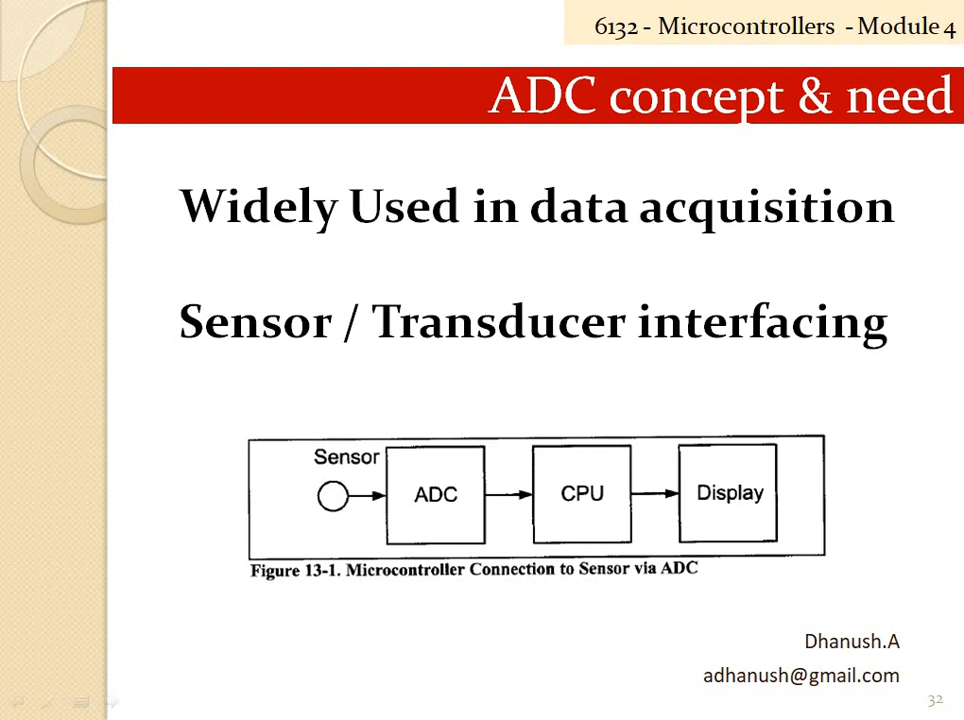 6132 - Microcontrollers - Module 4
ADC concept & need
Widely Used in data acquisition
Sensor / Transducer interfacing
Sensor
ADC
CPU
Display
Figure 13-1. Microcontroller Connection to Sensor via ADC
Dhanush.A
adhanush@gmail.com
32